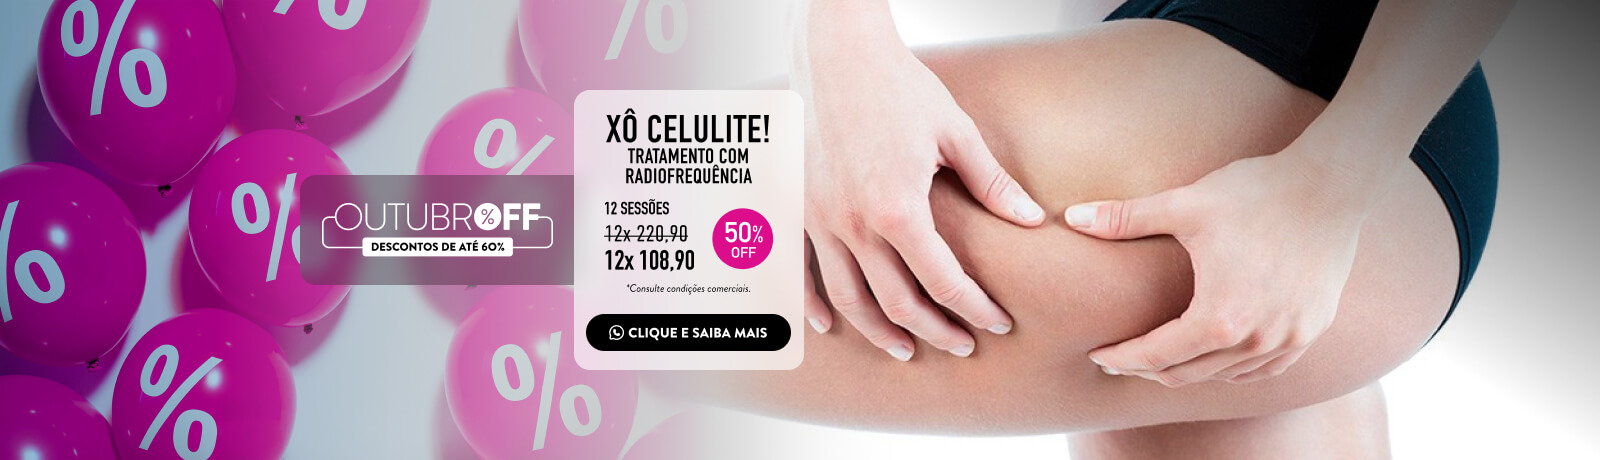 %
%
%
%
%
%
%
%
%
OUTUBR%FF
DESCONTOS DE ATÉ 60%
XÔ CELULITE!
TRATAMENTO COM
RADIOFREQUÊNCIA
12 SESSÕES
12x 220,90
12x 108,90
50%
OFF
*Consulte condições comerciais.
CLIQUE E SAIBA MAIS